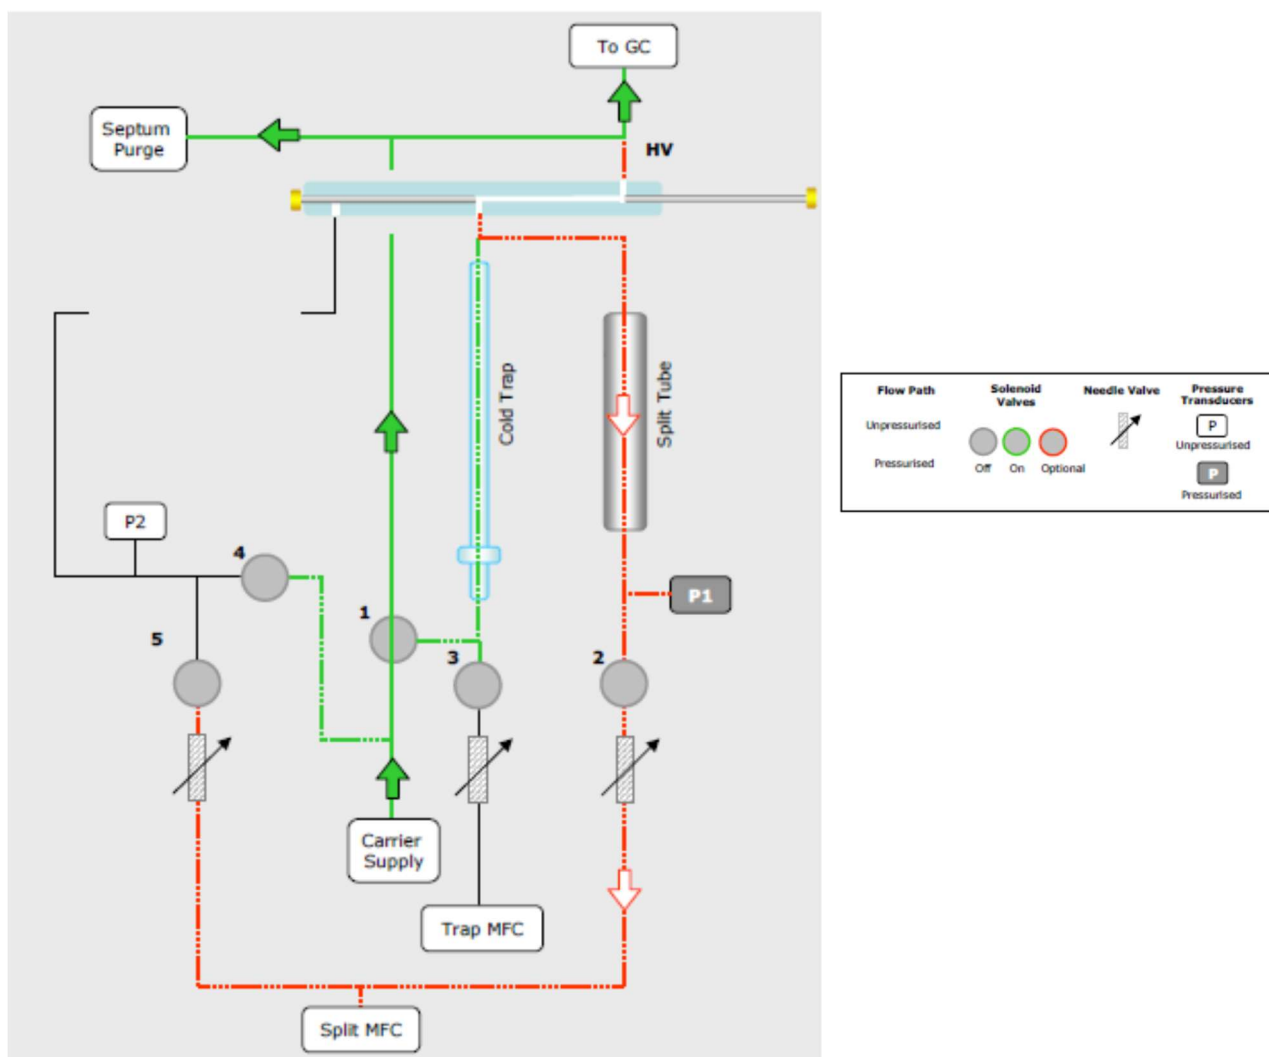 To GC
Septum
Purge
HV
Cold Trap
Split Tube
P2
4
1
P1
5
3
2
Carrier
Supply
Trap MFC
Split MFC
Flow Path
Solenoid
Valves
Needle Valve
Pressure
Transducers
Unpressurised
P
Unpressurised
Pressurised
Off
On
Optional
P
Pressurised